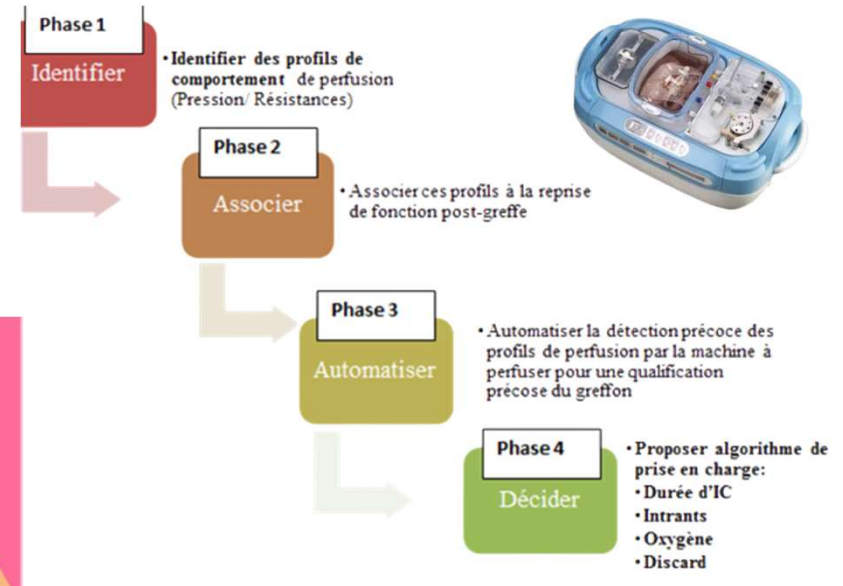 Phase 1
Identifier
•Identifier des profils de
comportement de perfusion
(Pression/ Résistances)
Phase 2
Associer
•Associer ces profils à la reprise
de fonction post-greffe
Phase 3
Automatiser
•Automatiser la détection précoce des
profils de perfusion par la machine à
perfuser pour une qualification
précose du greffon
Phase 4
Décider
•Proposer algorithme de
prise en charge:
•Durée d'IC
•Intrants
•Oxygène
•Discard